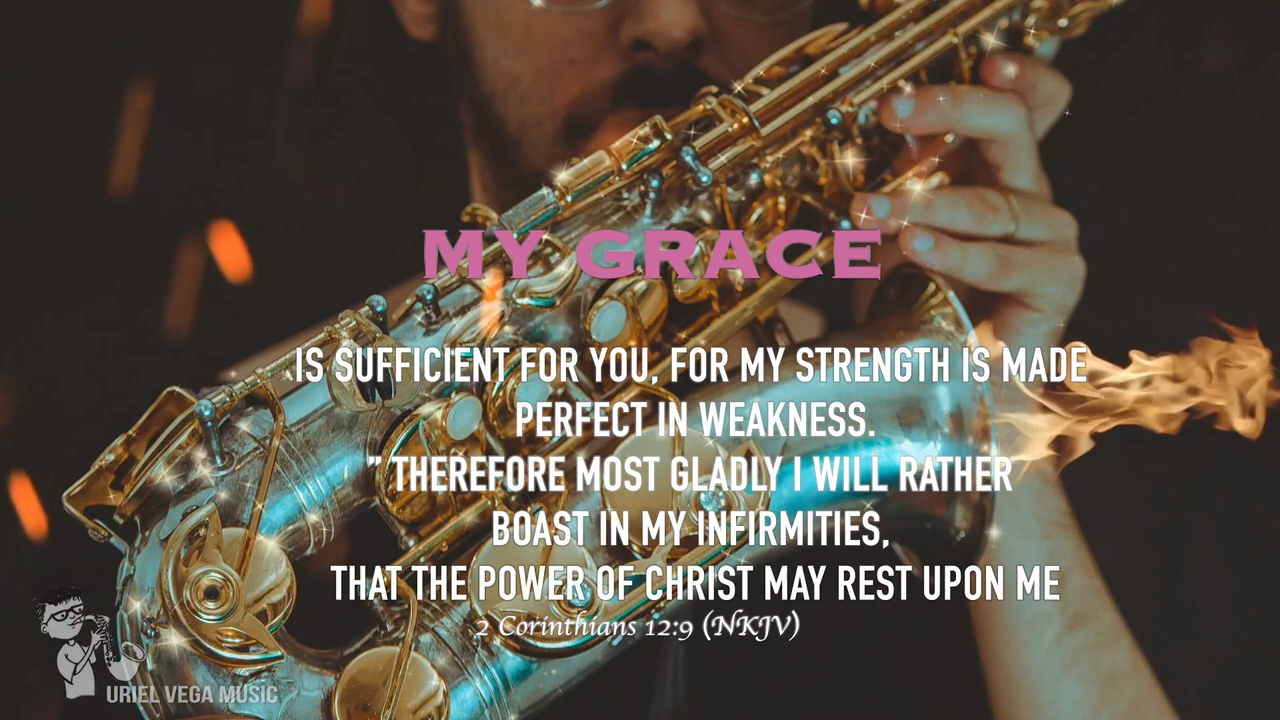 MY GRACE
IS SUFFICIENT FOR YOU, FOR MY STRENGTH IS MADE
PERFECT IN WEAKNESS.
" THEREFORE MOST GLADLY I WILL RATHER
BOAST IN MY INFIRMITIES,
THAT THE POWER OF CHRIST MAY REST UPON ME
2 Corinthians 12:9 (NKJV)
URIEL VEGA MUSIC